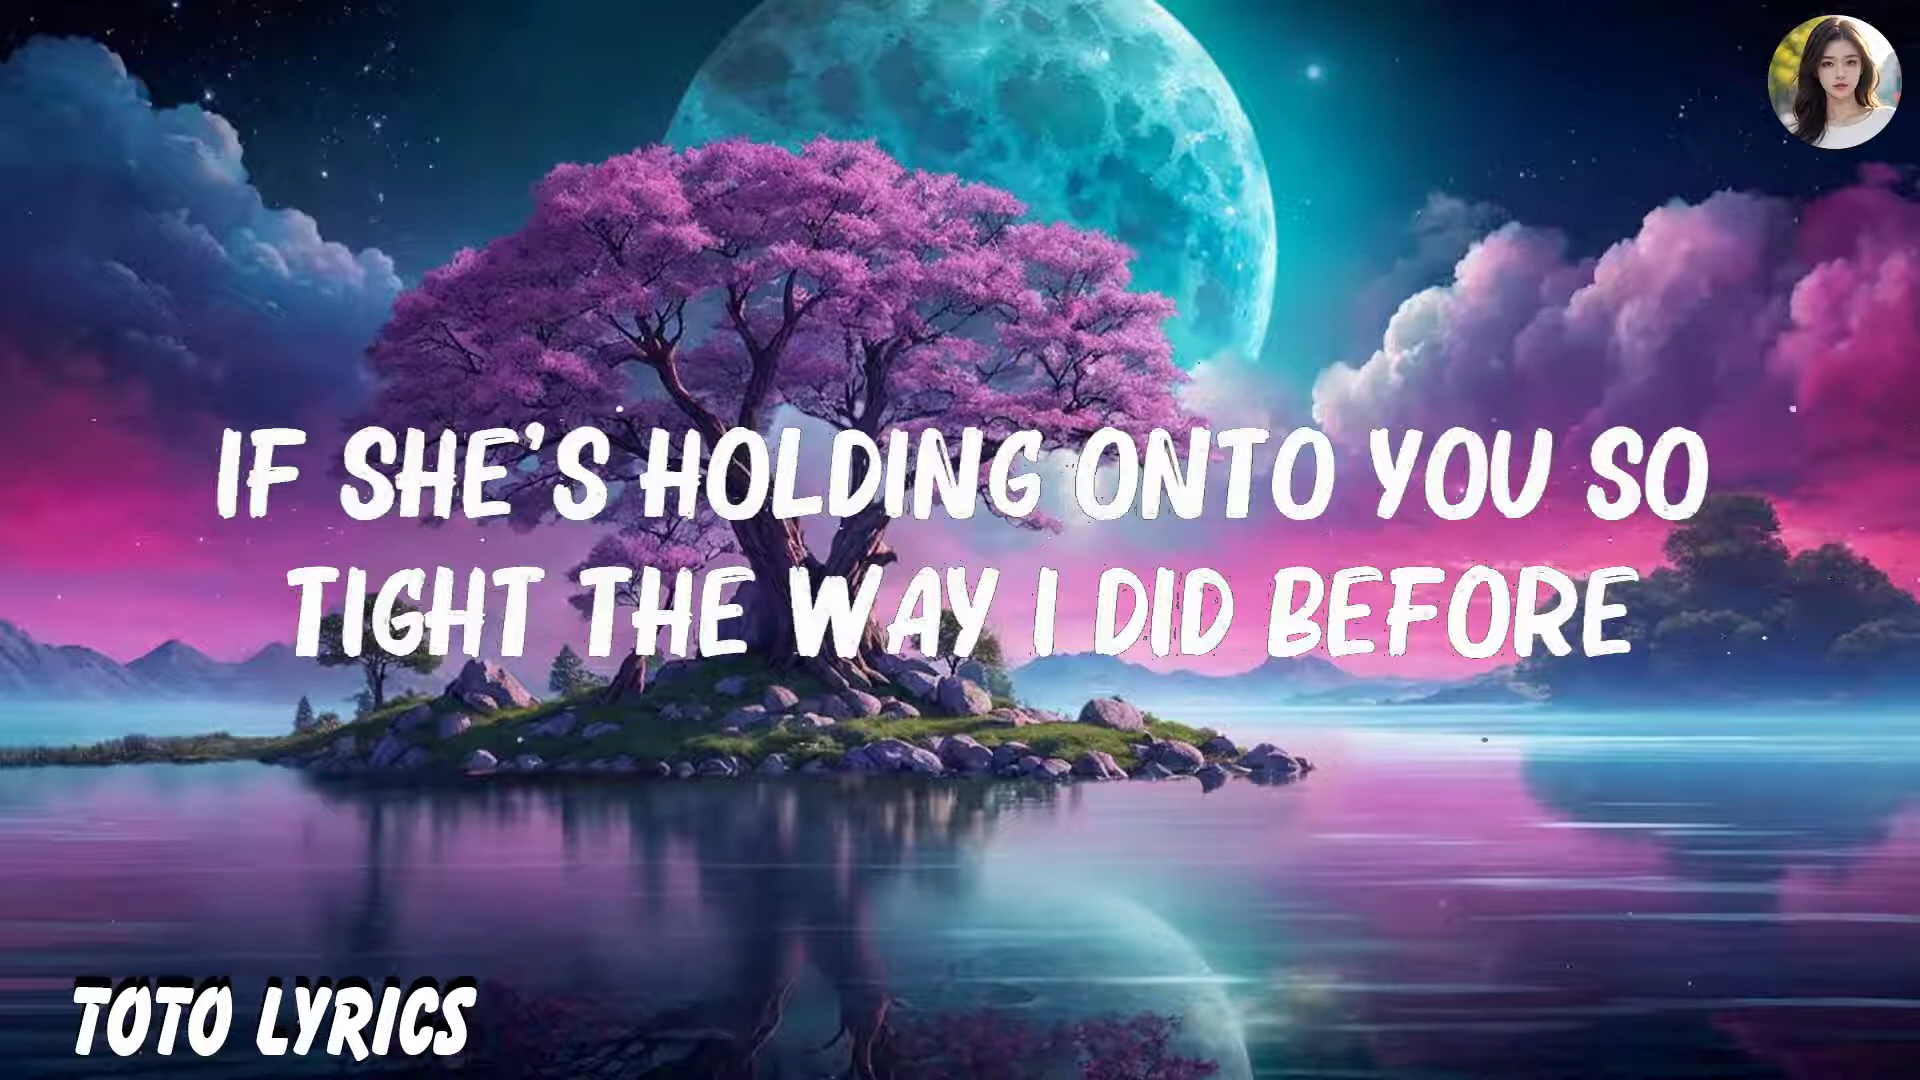 IF SHE'S HOLDING ONTO YOU SO
TIGHT THE WAY I DID BEFORE
TOTO LYRICS